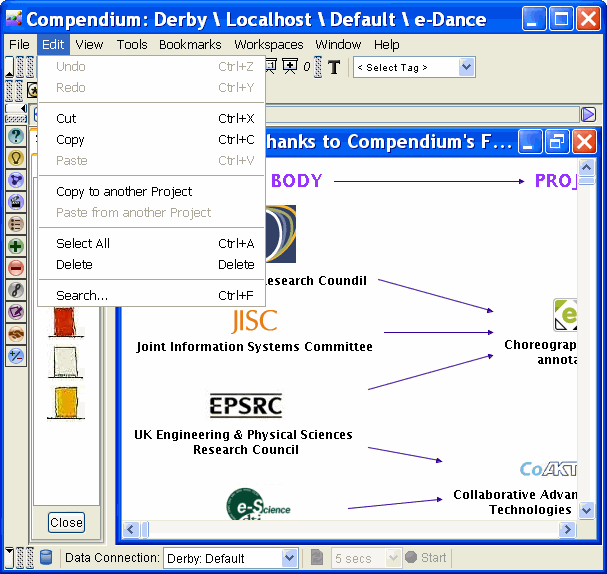 Compendium: Derby \ Localhost \ Default \ e-Dance
File Edit View Tools Bookmarks Workspaces Window Help
0 T < Select Tag >
Undo Ctrl+Z
Redo Ctrl+Y
Cut Ctrl+X
Copy Ctrl+C
Paste Ctrl+V
Copy to another Project
Paste from another Project
Select All Ctrl+A
Delete Delete
Search... Ctrl+F
hanks to Compendium's F...
BODY PROJ
esearch Coundil
JISC
Joint Information Systems Committee
Choreograp
annota
EPSRC
UK Engineering & Physical Sciences
Research Council
CoAKT
Collaborative Advan
Technologies
e-Science
Close
Data Connection: Derby: Default 5 secs Start